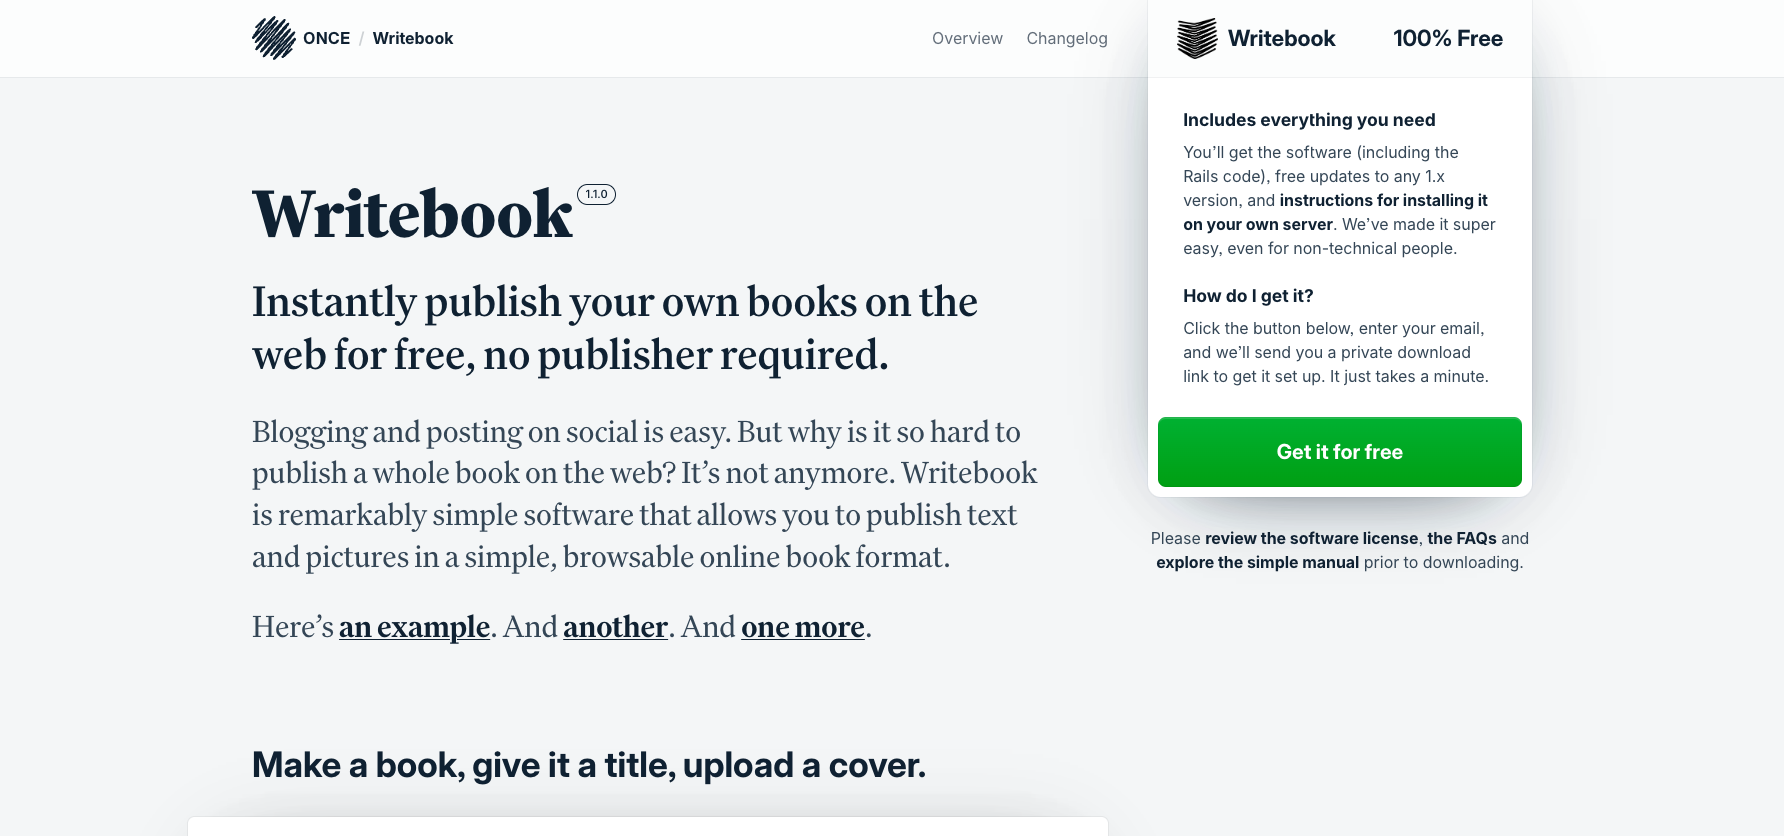 ONCE / Writebook
Overview
Changelog
Writebook
100% Free
Writebook 1.1.0
Instantly publish your own books on the
web for free, no publisher required.
Blogging and posting on social is easy. But why is it so hard to
publish a whole book on the web? It’s not anymore. Writebook
is remarkably simple software that allows you to publish text
and pictures in a simple, browsable online book format.
Here’s an example. And another. And one more.
Make a book, give it a title, upload a cover.
Includes everything you need
You’ll get the software (including the
Rails code), free updates to any 1.x
version, and instructions for installing it
on your own server. We’ve made it super
easy, even for non-technical people.
How do I get it?
Click the button below, enter your email,
and we’ll send you a private download
link to get it set up. It just takes a minute.
Get it for free
Please review the software license, the FAQs and
explore the simple manual prior to downloading.